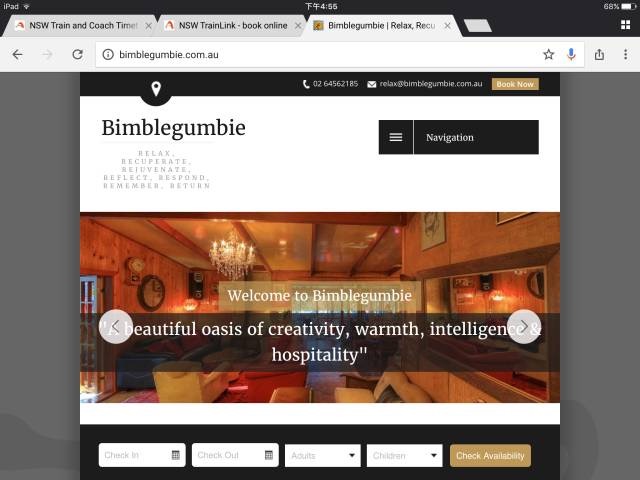 iPad 下午4:55 68%
NSW Train and Coach Timet
NSW TrainLink - book online
Bimblegumbie | Relax, Recu
bimblegumbie.com.au
02 64562185 relax@bimblegumbie.com.au Book Now
Bimblegumbie
RELAX,
RECUPERATE,
REJUVENATE,
REFLECT, RESPOND,
REMEMBER, RETURN
Navigation
Welcome to Bimblegumbie
"A beautiful oasis of creativity, warmth, intelligence &
hospitality"
Check In Check Out Adults Children Check Availability